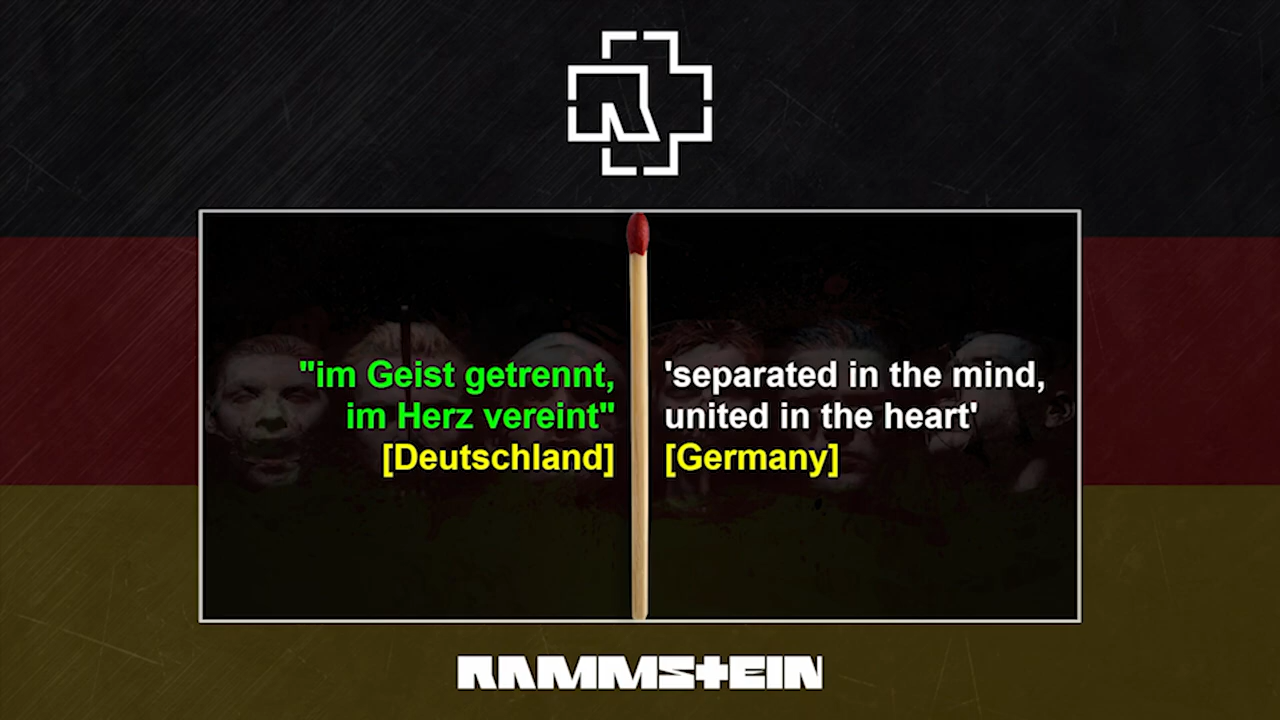 "im Geist getrennt,
im Herz vereint"
[Deutschland]
'separated in the mind,
united in the heart'
[Germany]
RAMMSTEIN